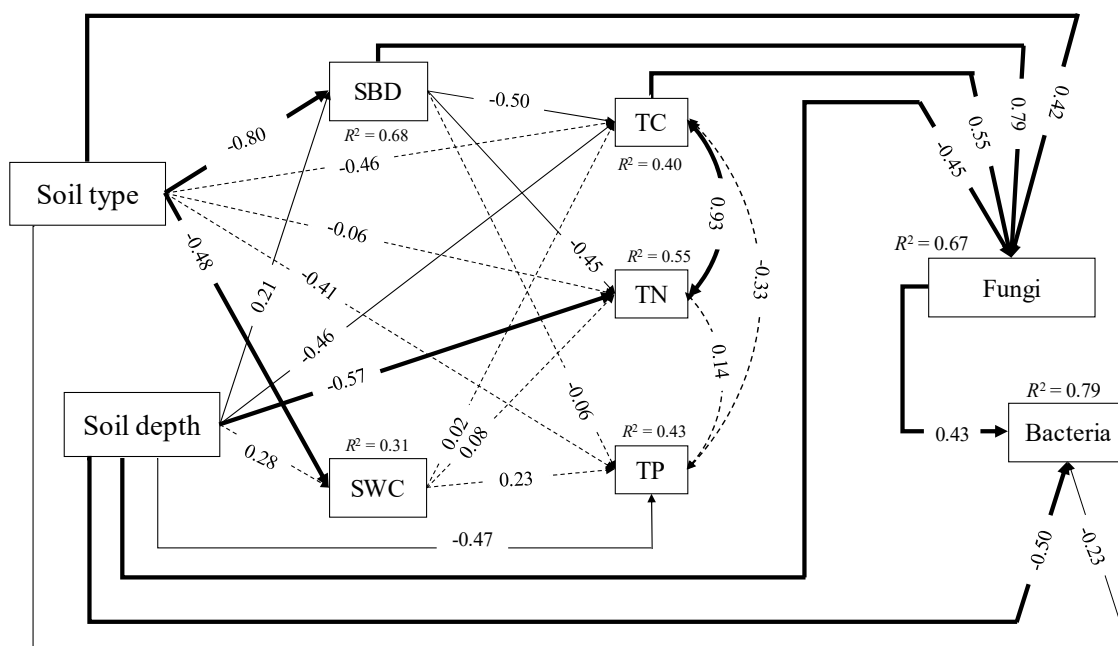 SBD
R² = 0.68
TC
R² = 0.40
Soil type
TN
R² = 0.55
Soil depth
SWC
R² = 0.31
TP
R² = 0.43
Fungi
R² = 0.67
Bacteria
R² = 0.79
-0.80
-0.50
-0.46
-0.06
-0.41
-0.48
0.21
-0.45
-0.06
-0.46
-0.57
0.28
0.02
0.08
0.23
-0.47
0.93
-0.33
0.14
-0.45
0.55
0.79
0.42
0.43
-0.50
-0.23